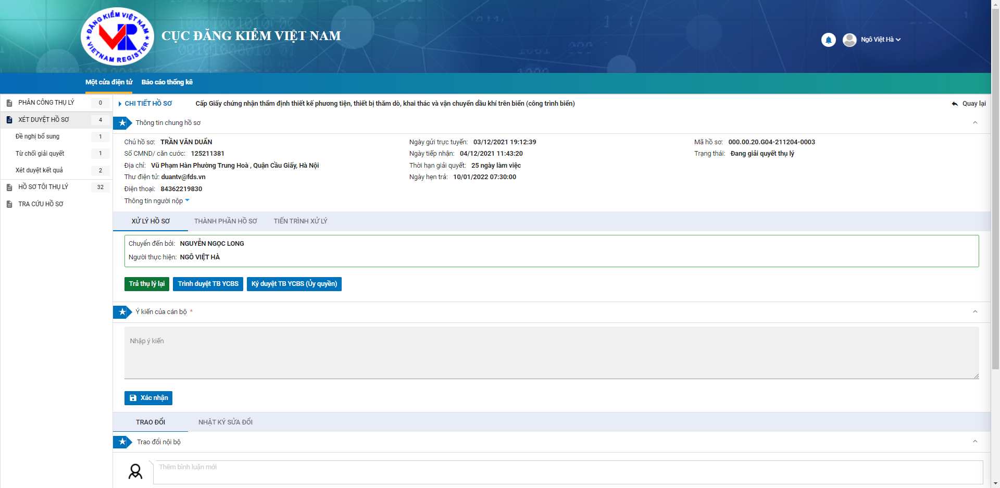 ĐĂNG KIỂM VIỆT NAM
VR
VIETNAM REGISTER
CỤC ĐĂNG KIỂM VIỆT NAM
Ngô Việt Hà
Một cửa điện tử
Báo cáo thống kê
PHÂN CÔNG THỤ LÝ 0
XÉT DUYỆT HỒ SƠ 4
Đề nghị bổ sung 1
Từ chối giải quyết 1
Xét duyệt kết quả 2
HỒ SƠ TÔI THỤ LÝ 32
TRA CỨU HỒ SƠ
CHI TIẾT HỒ SƠ Cấp Giấy chứng nhận thẩm định thiết kế phương tiện, thiết bị thăm dò, khai thác và vận chuyển dầu khí trên biển (công trình biển) Quay lại
Thông tin chung hồ sơ
Chủ hồ sơ: TRẦN VĂN DUẨN
Số CMND/ căn cước: 125211381
Địa chỉ: Vũ Phạm Hàn Phường Trung Hoà , Quận Cầu Giấy, Hà Nội
Thư điện tử: duantv@fds.vn
Điện thoại: 84362219830
Thông tin người nộp
Ngày gửi trực tuyến: 03/12/2021 19:12:39
Ngày tiếp nhận: 04/12/2021 11:43:20
Thời hạn giải quyết: 25 ngày làm việc
Ngày hẹn trả: 10/01/2022 07:30:00
Mã hồ sơ: 000.00.20.G04-211204-0003
Trạng thái: Đang giải quyết thụ lý
XỬ LÝ HỒ SƠ THÀNH PHẦN HỒ SƠ TIẾN TRÌNH XỬ LÝ
Chuyển đến bởi: NGUYỄN NGỌC LONG
Người thực hiện: NGÔ VIỆT HÀ
Trả thụ lý lại Trình duyệt TB YCBS Ký duyệt TB YCBS (Ủy quyền)
Ý kiến của cán bộ *
Nhập ý kiến
Xác nhận
TRAO ĐỔI NHẬT KÝ SỬA ĐỔI
Trao đổi nội bộ
Thêm bình luận mới